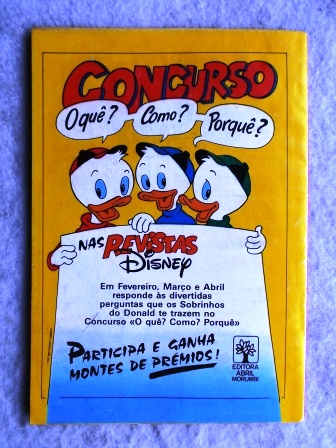 CONCURSO
O quê? Como? Porquê?
NAS REVISTAS
Disney
Em Fevereiro, Março e Abril
responde às divertidas
perguntas que os Sobrinhos
do Donald te trazem no
Concurso «O quê? Como? Porquê»
PARTICIPA E GANHA
MONTES DE PRÉMIOS!
EDITORA
ABRIL
MORUMBI